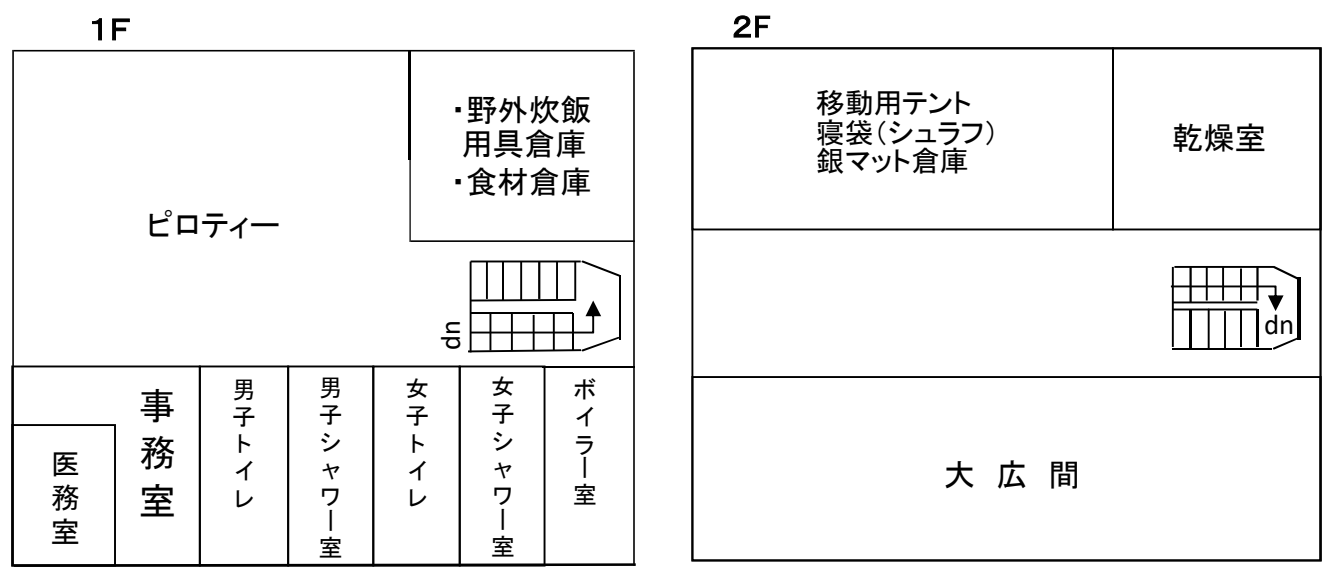 1F
・野外炊飯
用具倉庫
・食材倉庫
ピロティー
up
事務室
医務室
男子トイレ
男子シャワー室
女子トイレ
女子シャワー室
ボイラー室
2F
移動用テント
寝袋(シュラフ)
銀マット倉庫
乾燥室
dn
大広間